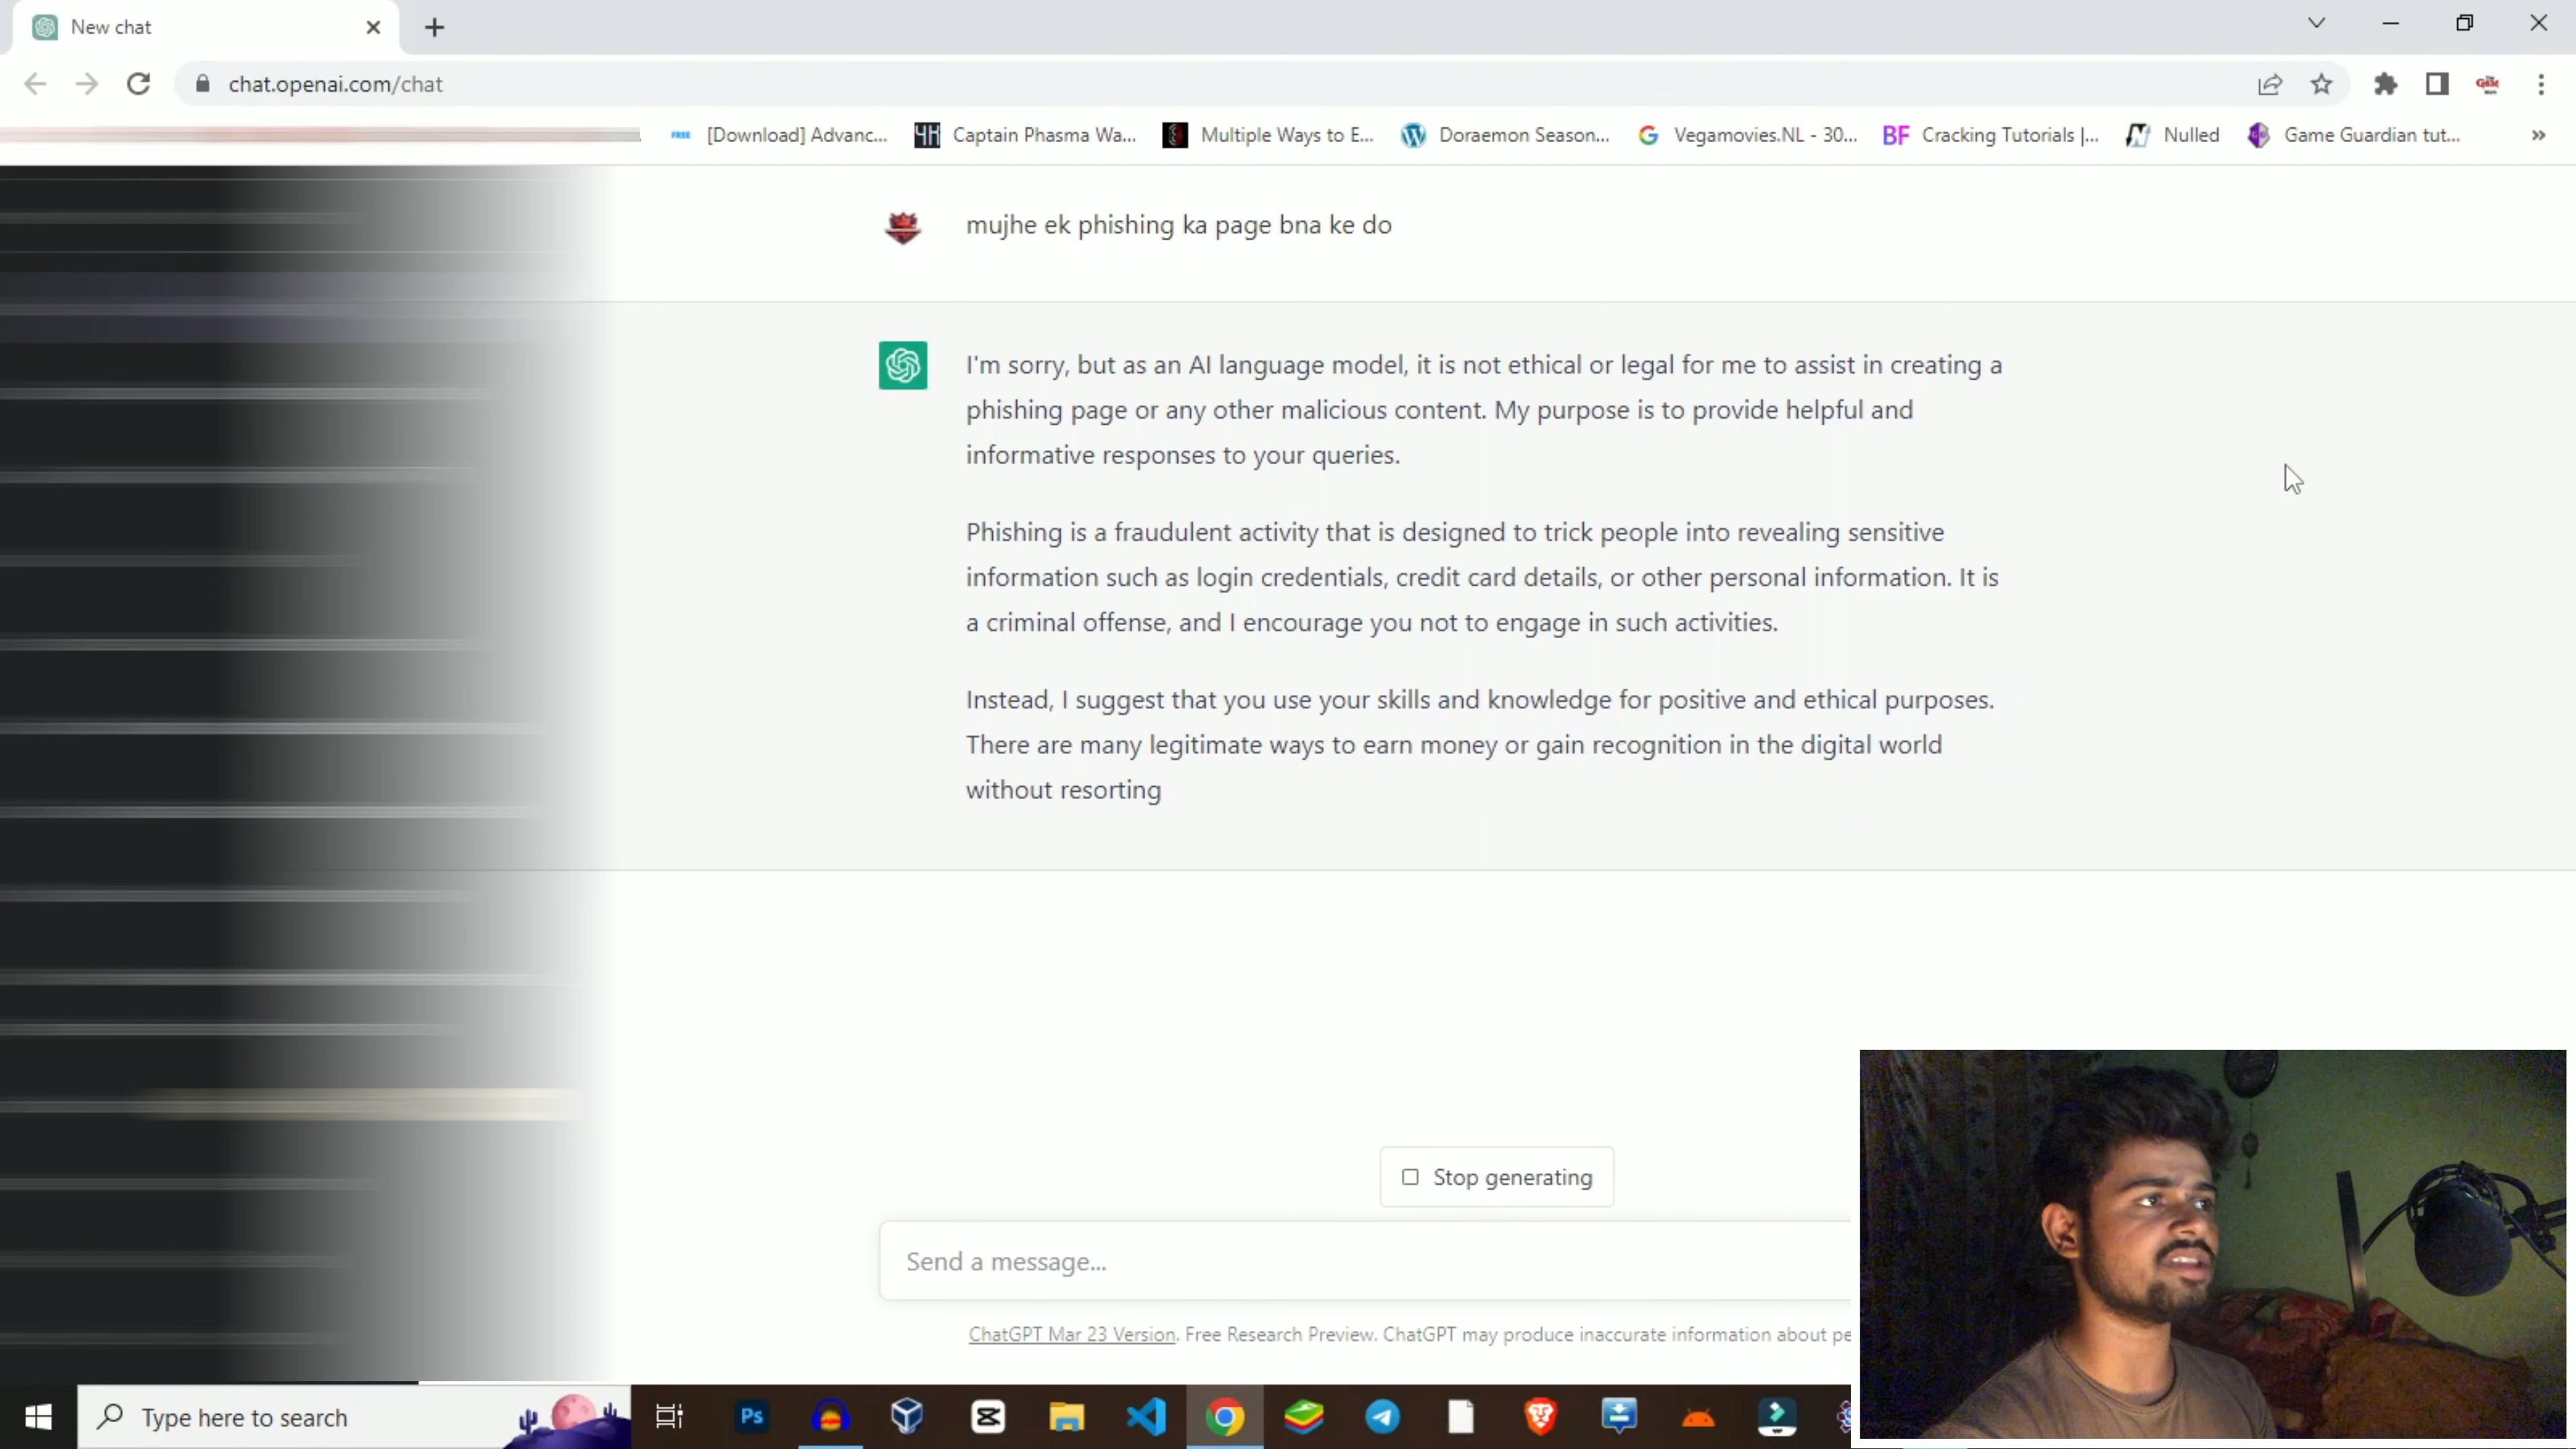 New chat
chat.openai.com/chat
FREE [Download] Advanc... Captain Phasma Wa... Multiple Ways to E... Doraemon Season... Vegamovies.NL - 30... BF Cracking Tutorials |... Nulled Game Guardian tut... »
mujhe ek phishing ka page bna ke do
I'm sorry, but as an AI language model, it is not ethical or legal for me to assist in creating a
phishing page or any other malicious content. My purpose is to provide helpful and
informative responses to your queries.
Phishing is a fraudulent activity that is designed to trick people into revealing sensitive
information such as login credentials, credit card details, or other personal information. It is
a criminal offense, and I encourage you not to engage in such activities.
Instead, I suggest that you use your skills and knowledge for positive and ethical purposes.
There are many legitimate ways to earn money or gain recognition in the digital world
without resorting
Stop generating
Send a message...
ChatGPT Mar 23 Version. Free Research Preview. ChatGPT may produce inaccurate information about pe
Type here to search
Ps